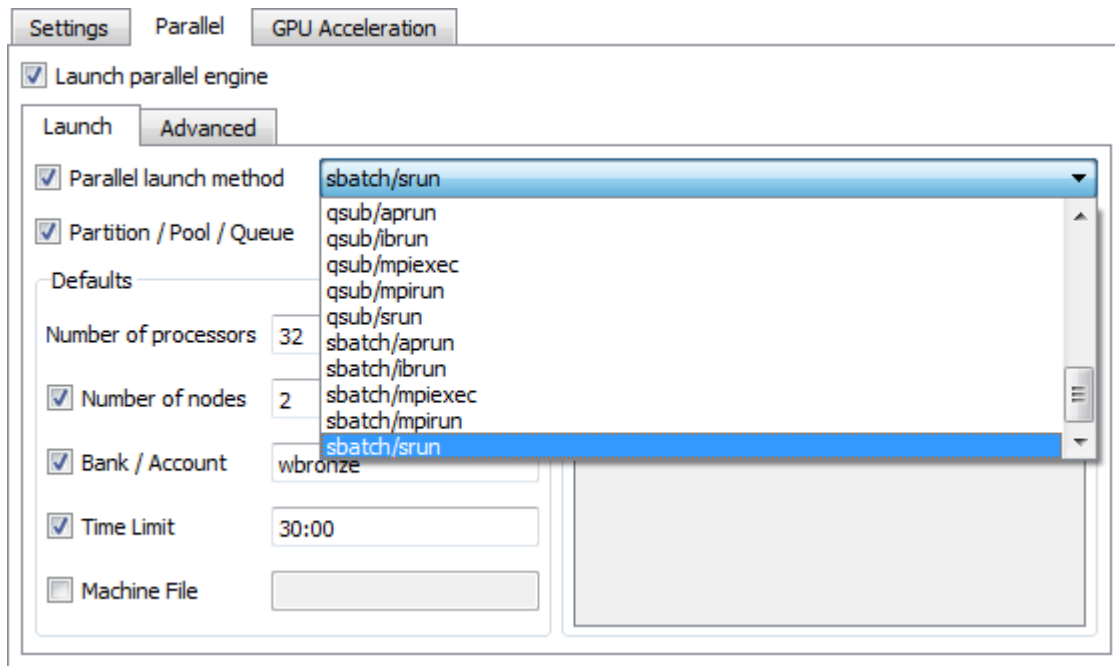 Settings Parallel GPU Acceleration
Launch parallel engine
Launch Advanced
Parallel launch method sbatch/srun
qsub/aprun
Partition / Pool / Queue qsub/ibrun
qsub/mpiexec
Defaults
qsub/mpirun
qsub/srun
Number of processors 32
sbatch/aprun
sbatch/ibrun
Number of nodes 2
sbatch/mpiexec
sbatch/mpirun
sbatch/srun
Bank / Account wbronze
Time Limit 30:00
Machine File